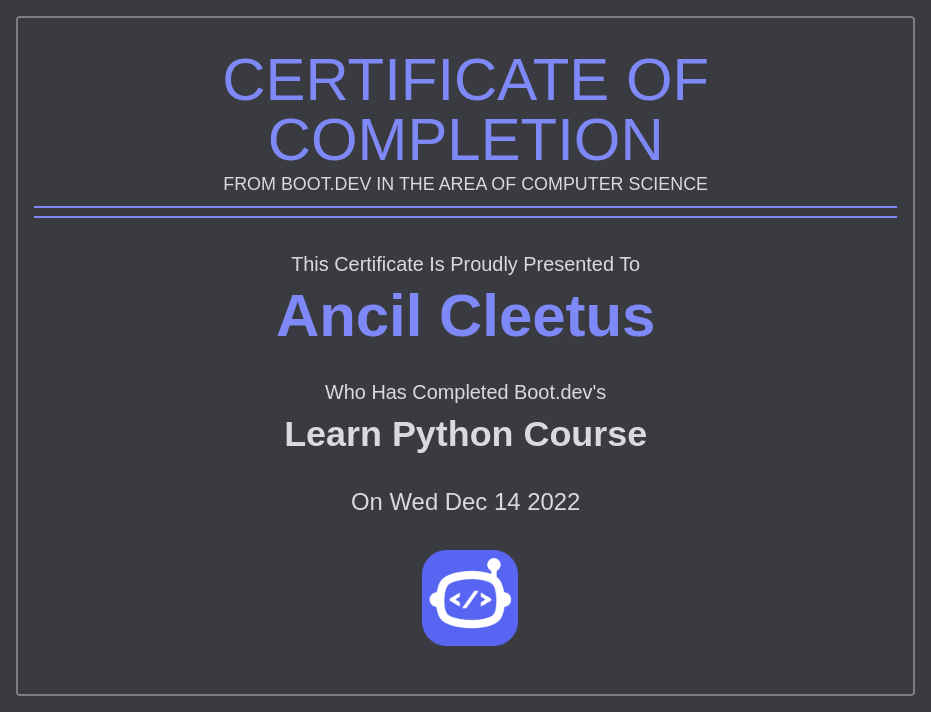 CERTIFICATE OF
COMPLETION
FROM BOOT.DEV IN THE AREA OF COMPUTER SCIENCE
This Certificate Is Proudly Presented To
Ancil Cleetus
Who Has Completed Boot.dev's
Learn Python Course
On Wed Dec 14 2022
</>